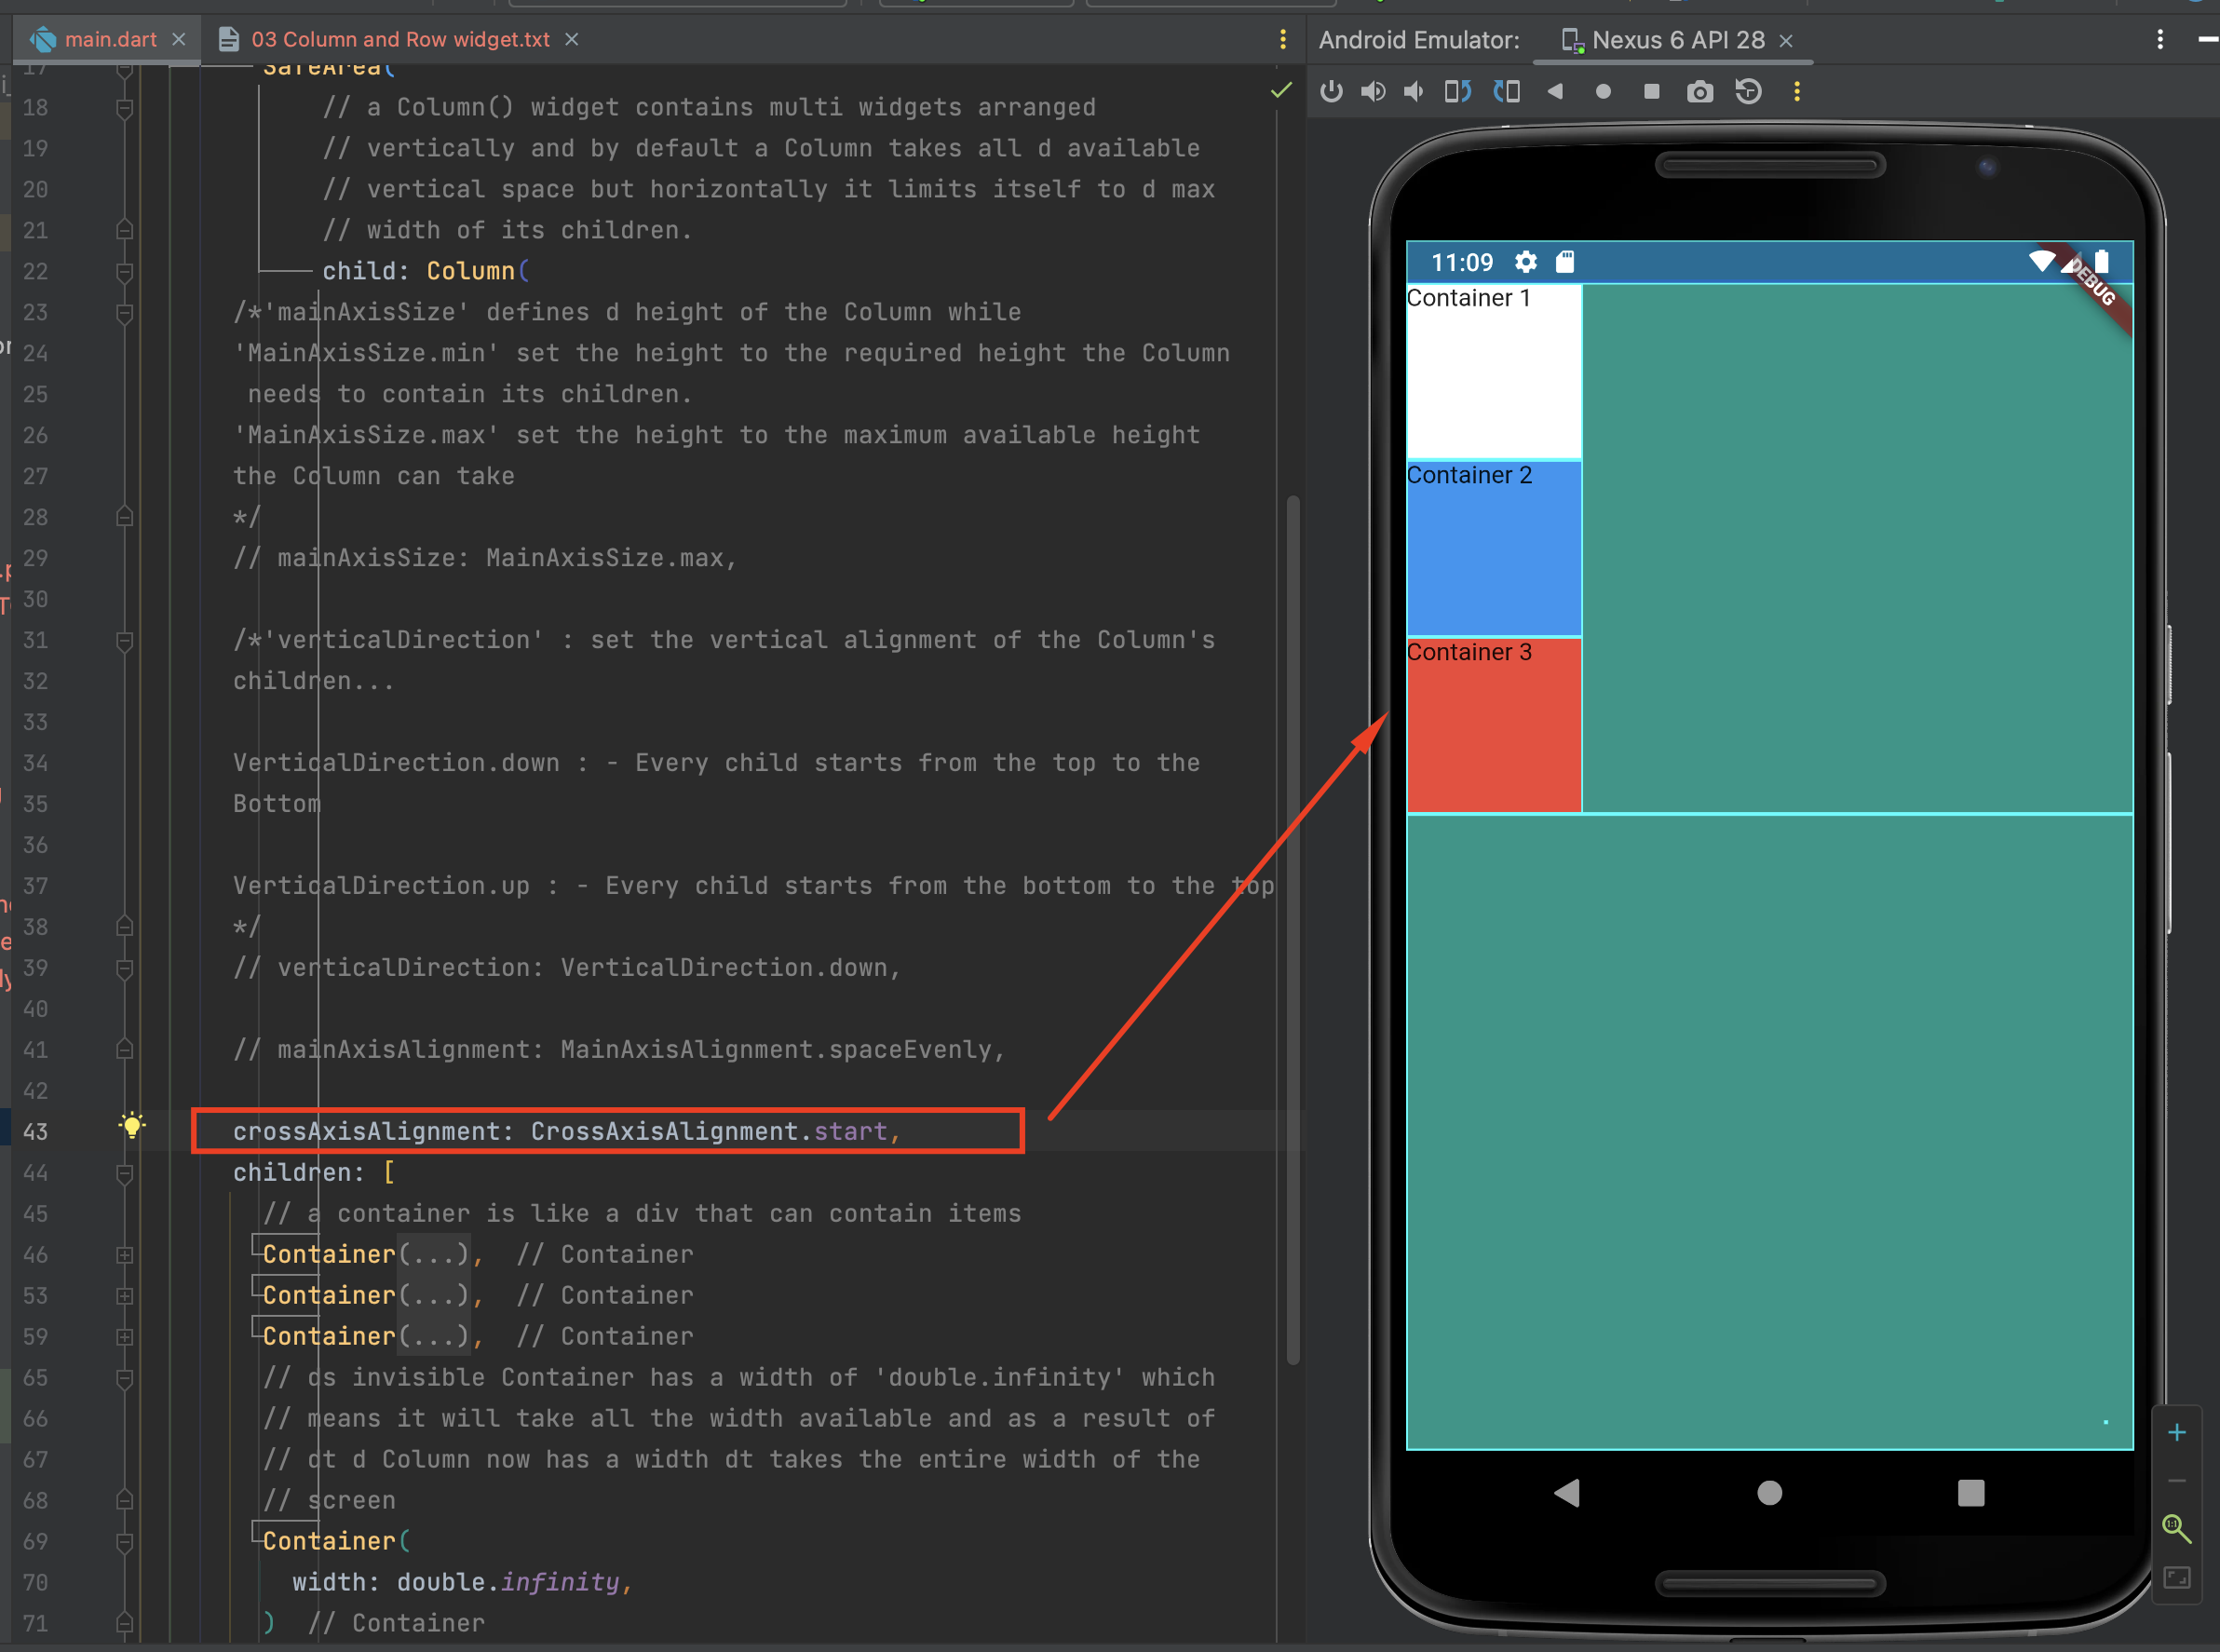 main.dart
03 Column and Row widget.txt
Android Emulator:
Nexus 6 API 28
17 SafeArea(
18 // a Column() widget contains multi widgets arranged
19 // vertically and by default a Column takes all d available
20 // vertical space but horizontally it limits itself to d max
21 // width of its children.
22 child: Column(
23 /*'mainAxisSize' defines d height of the Column while
24 'MainAxisSize.min' set the height to the required height the Column
25 needs to contain its children.
26 'MainAxisSize.max' set the height to the maximum available height
27 the Column can take
28 */
29 // mainAxisSize: MainAxisSize.max,
30
31 /*'verticalDirection' : set the vertical alignment of the Column's
32 children...
33
34 VerticalDirection.down : - Every child starts from the top to the
35 Bottom
36
37 VerticalDirection.up : - Every child starts from the bottom to the top
38 */
39 // verticalDirection: VerticalDirection.down,
40
41 // mainAxisAlignment: MainAxisAlignment.spaceEvenly,
42
43 crossAxisAlignment: CrossAxisAlignment.start,
44 children: [
45 // a container is like a div that can contain items
46 Container(...), // Container
53 Container(...), // Container
59 Container(...), // Container
65 // ds invisible Container has a width of 'double.infinity' which
66 // means it will take all the width available and as a result of
67 // dt d Column now has a width dt takes the entire width of the
68 // screen
69 Container(
70 width: double.infinity,
71 ) // Container
11:09
DEBUG
Container 1
Container 2
Container 3
1:1